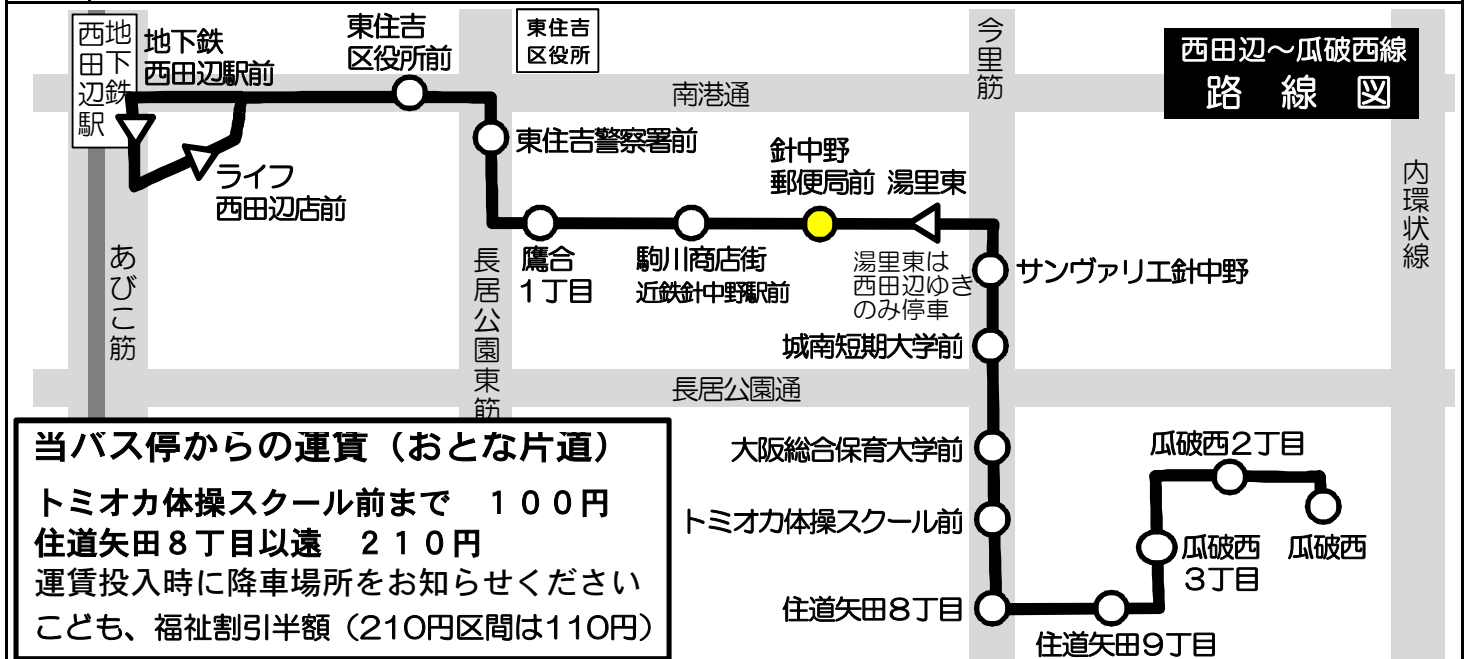 地下鉄
西田辺駅
地下鉄
西田辺駅前
東住吉
区役所前
東住吉
区役所
今里筋
西田辺～瓜破西線
路線図
南港通
東住吉警察署前
針中野
郵便局前
湯里東
ライフ
西田辺店前
内環状線
あびこ筋
長居公園東筋
鷹合
1丁目
駒川商店街
近鉄針中野駅前
湯里東は
西田辺ゆき
のみ停車
サンヴァリエ針中野
城南短期大学前
長居公園通
当バス停からの運賃（おとな片道）
トミオカ体操スクール前まで　１００円
住道矢田８丁目以遠　２１０円
運賃投入時に降車場所をお知らせください
こども、福祉割引半額（210円区間は110円）
大阪総合保育大学前
トミオカ体操スクール前
住道矢田８丁目
住道矢田９丁目
瓜破西２丁目
瓜破西
３丁目
瓜破西